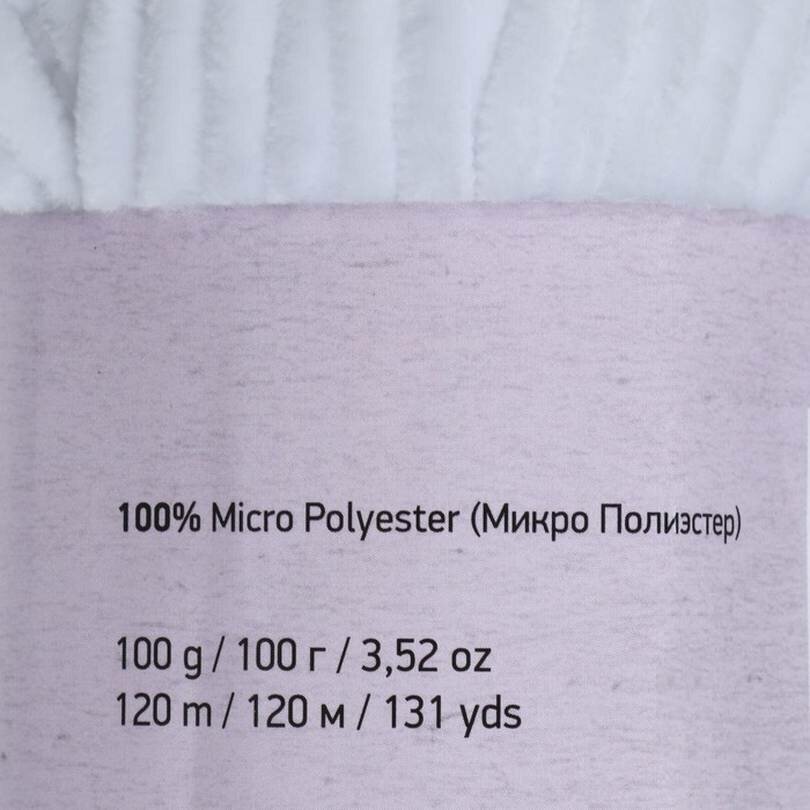 100% Micro Polyester (Микро Полиэстер)
100 g / 100 г / 3,52 oz
120 m / 120 м / 131 yds